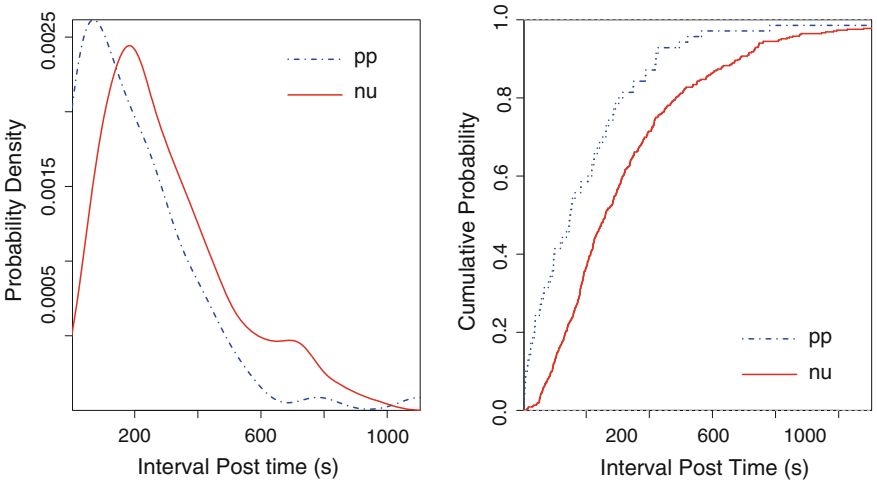 Probability Density
0.0025
0.0015
0.0005
pp
nu
200
600
1000
Interval Post time (s)
Cumulative Probability
1.0
0.8
0.6
0.4
0.2
0.0
pp
nu
200
600
1000
Interval Post Time (s)